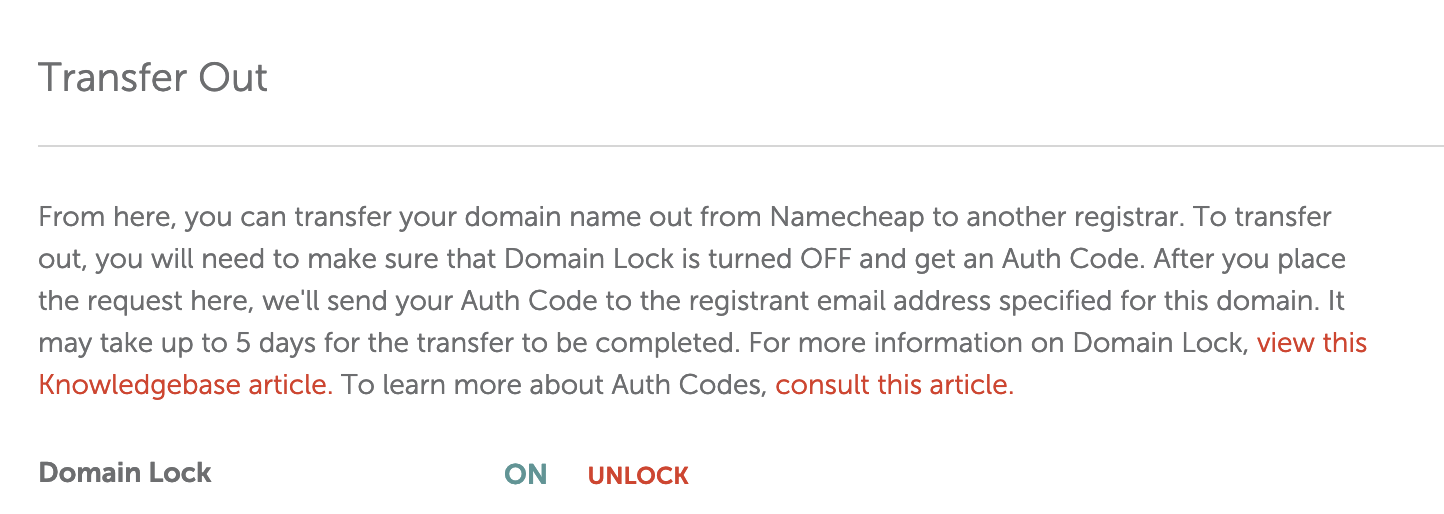 Transfer Out
From here, you can transfer your domain name out from Namecheap to another registrar. To transfer
out, you will need to make sure that Domain Lock is turned OFF and get an Auth Code. After you place
the request here, we'll send your Auth Code to the registrant email address specified for this domain. It
may take up to 5 days for the transfer to be completed. For more information on Domain Lock, view this
Knowledgebase article. To learn more about Auth Codes, consult this article.
Domain Lock ON UNLOCK